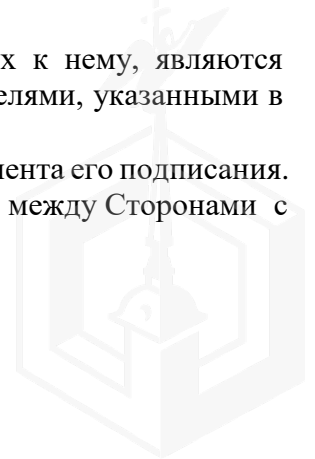 х к нему, являются
елями, указанными в
мента его подписания.
между Сторонами с